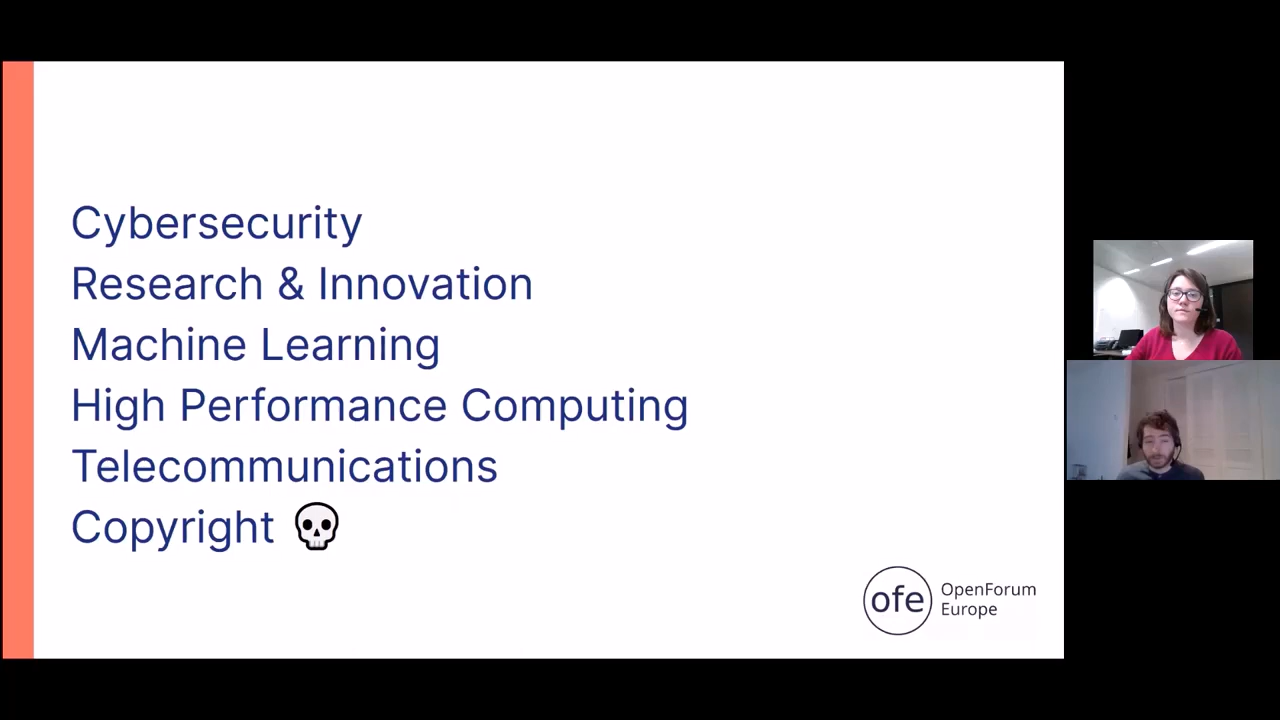 Cybersecurity
Research & Innovation
Machine Learning
High Performance Computing
Telecommunications
Copyright 💀
ofe OpenForum
Europe